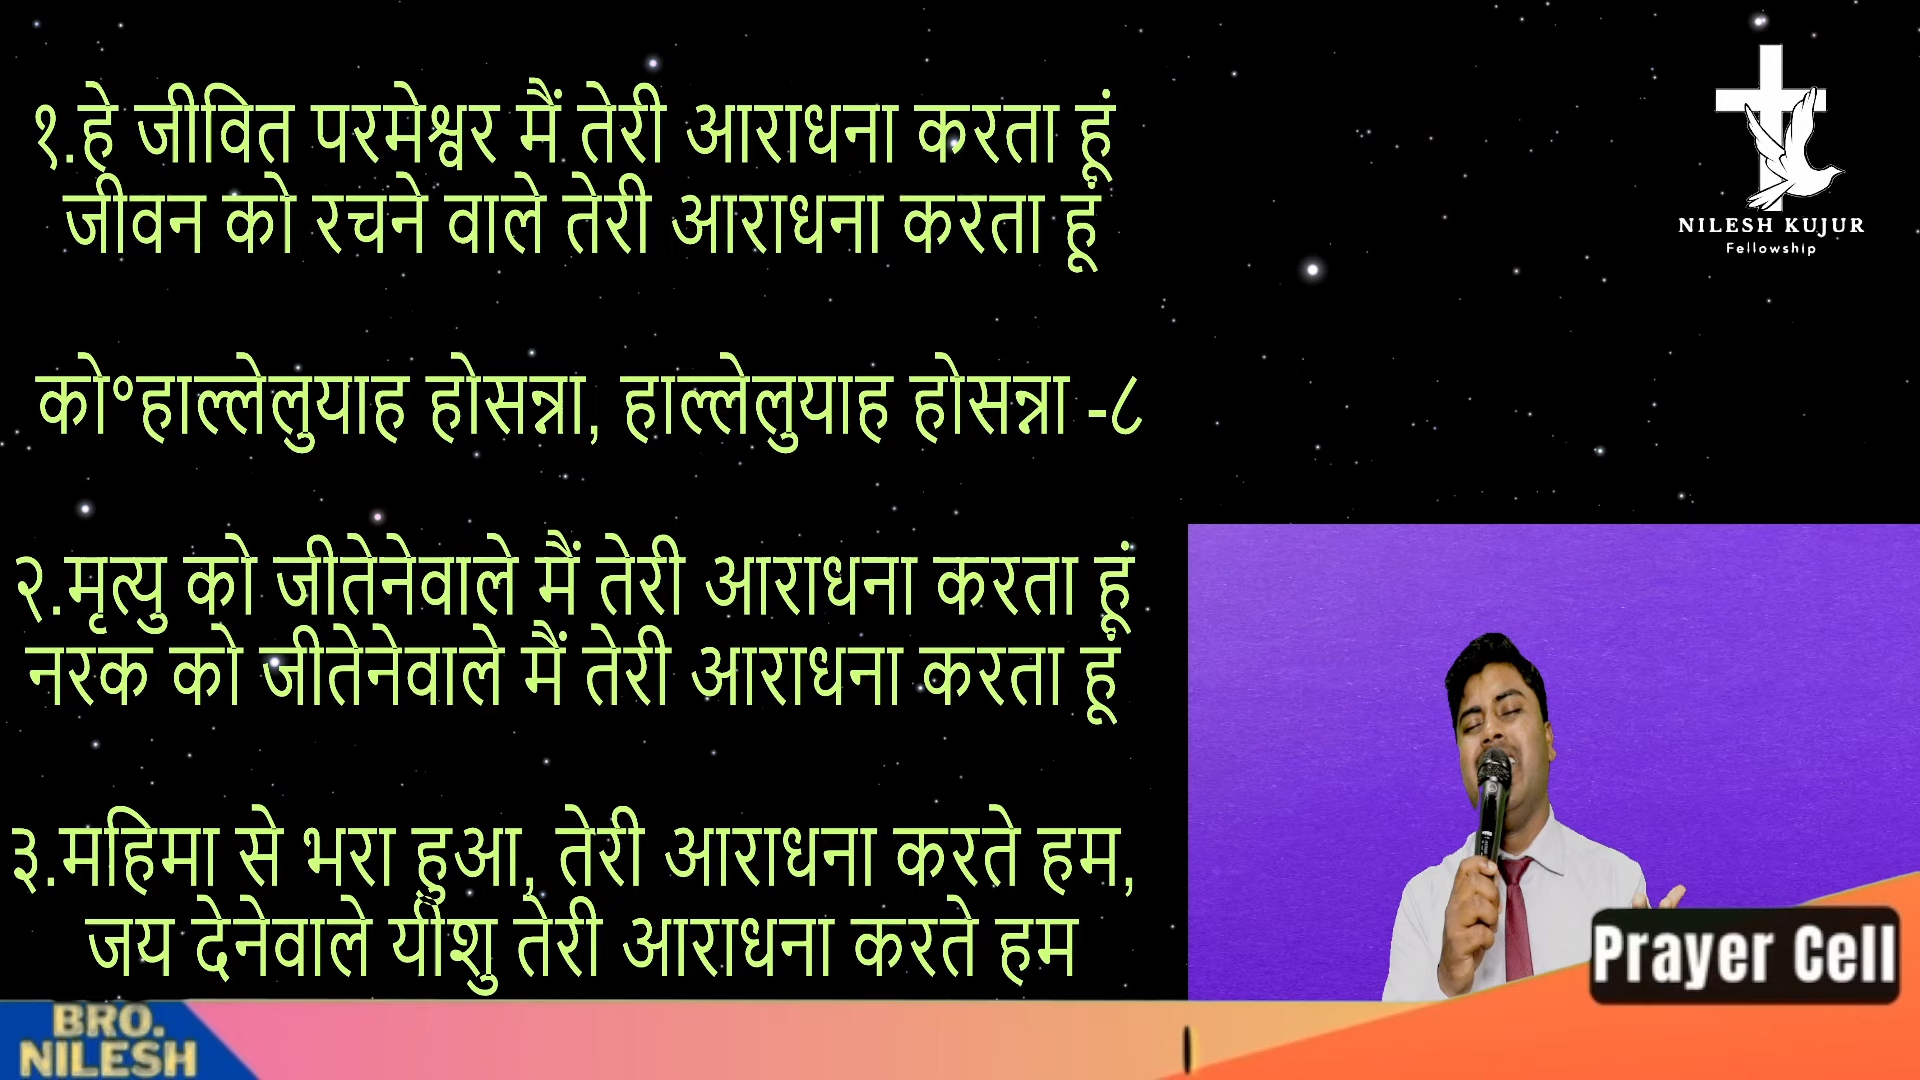 १.हे जीवित परमेश्वर मैं तेरी आराधना करता हूं
जीवन को रचने वाले तेरी आराधना करता हूं
को॰हाल्लेलुयाह होसन्ना, हाल्लेलुयाह होसन्ना -८
२.मृत्यु को जीतेनेवाले मैं तेरी आराधना करता हूं
नरक को जीतेनेवाले मैं तेरी आराधना करता हूं
३.महिमा से भरा हुआ, तेरी आराधना करते हम,
जय देनेवाले यीशु तेरी आराधना करते हम
NILESH KUJUR
Fellowship
Prayer Cell
BRO.
NILESH